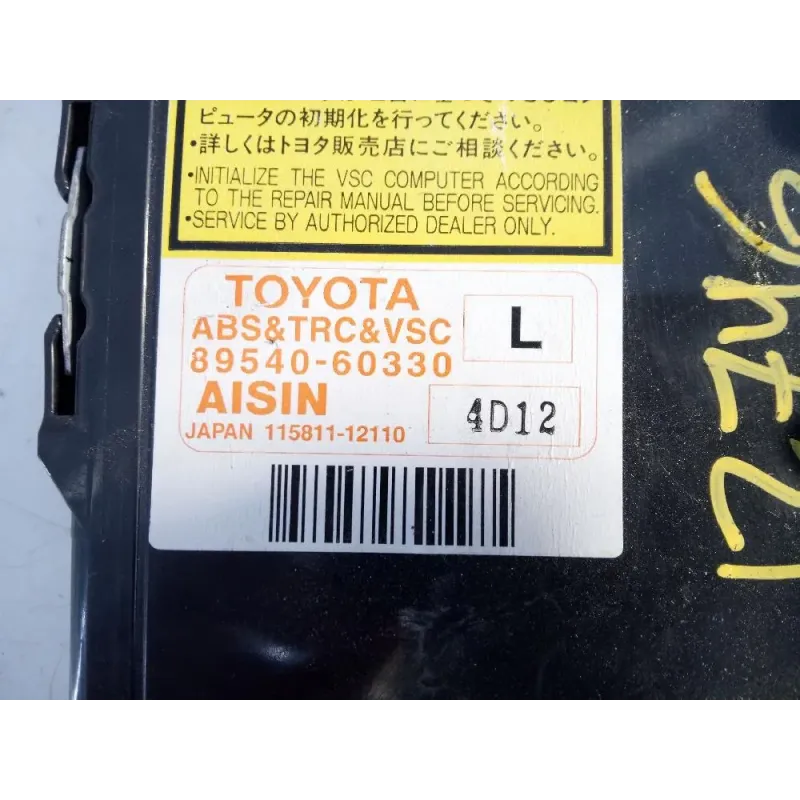 ピュータの初期化を行ってください。
・詳しくはトヨタ販売店にご相談ください。
・INITIALIZE THE VSC COMPUTER ACCORDING
TO THE REPAIR MANUAL BEFORE SERVICING.
・SERVICE BY AUTHORIZED DEALER ONLY.
TOYOTA
L
ABS&TRC&VSC
89540-60330
AISIN
4D12
JAPAN 115811-12110